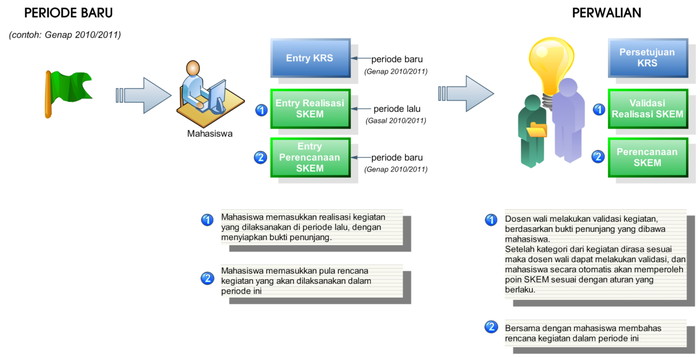 PERIODE BARU
(contoh: Genap 2010/2011)
Mahasiswa
Entry KRS
periode baru
(Genap 2010/2011)
1
Entry Realisasi
SKEM
periode lalu
(Gasal 2010/2011)
2
Entry
Perencanaan
SKEM
periode baru
(Genap 2010/2011)
1
Mahasiswa memasukkan realisasi kegiatan
yang dilaksanakan di periode lalu, dengan
menyiapkan bukti penunjang.
2
Mahasiswa memasukkan pula rencana
kegiatan yang akan dilaksanakan dalam
periode ini
PERWALIAN
Persetujuan
KRS
1
Validasi
Realisasi SKEM
2
Perencanaan
SKEM
1
Dosen wali melakukan validasi kegiatan,
berdasarkan bukti penunjang yang dibawa
mahasiswa.
Setelah kategori dari kegiatan dirasa sesuai
maka dosen wali dapat melakukan validasi, dan
mahasiswa secara otomatis akan memperoleh
poin SKEM sesuai dengan aturan yang
berlaku.
2
Bersama dengan mahasiswa membahas
rencana kegiatan dalam periode ini